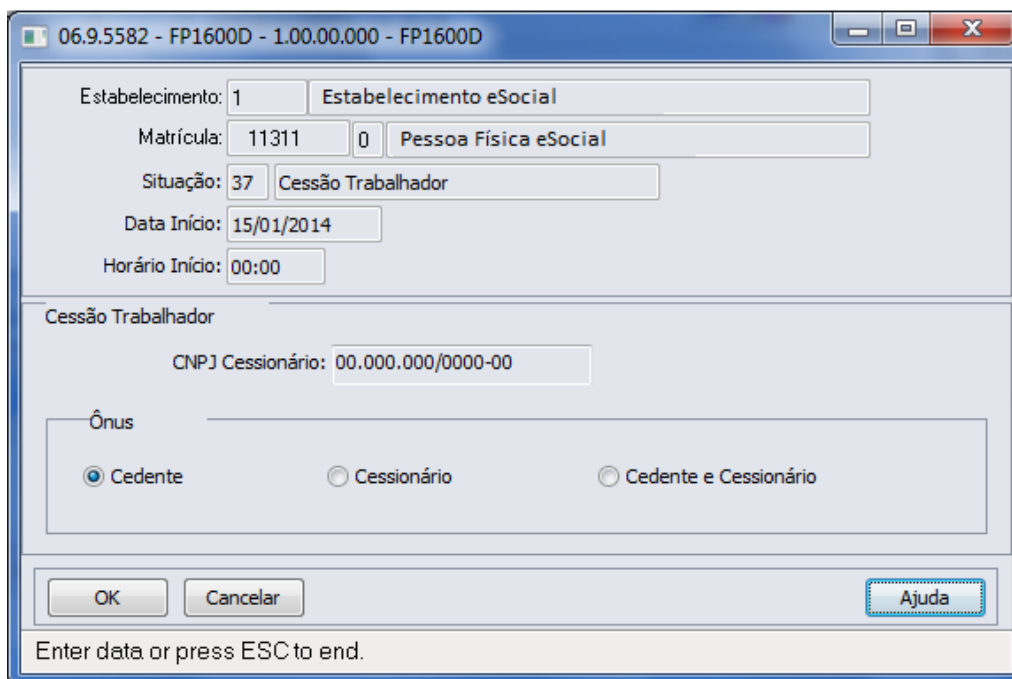 06.9.5582 - FP1600D - 1.00.00.000 - FP1600D
Estabelecimento: 1 Estabelecimento eSocial
Matrícula: 11311 0 Pessoa Física eSocial
Situação: 37 Cessão Trabalhador
Data Início: 15/01/2014
Horário Início: 00:00
Cessão Trabalhador
CNPJ Cessionário: 00.000.000/0000-00
Ônus
Cedente Cessionário Cedente e Cessionário
OK Cancelar Ajuda
Enter data or press ESC to end.